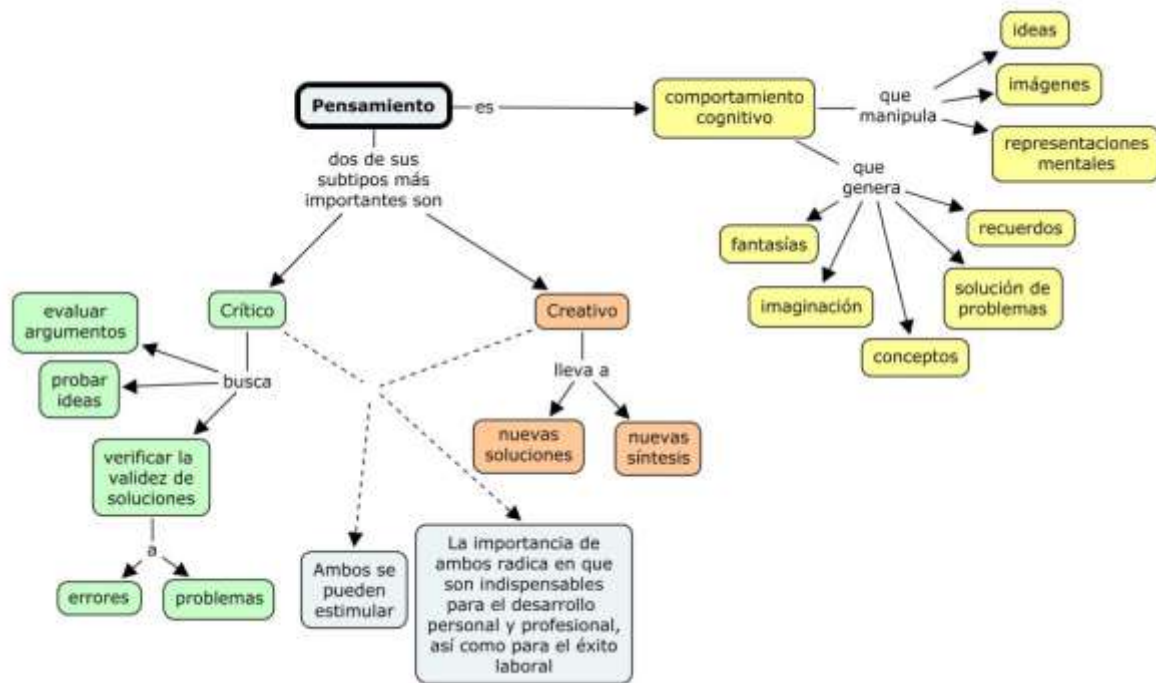 Pensamiento
es
comportamiento
cognitivo
que
manipula
ideas
imágenes
representaciones
mentales
que
genera
fantasías
imaginación
conceptos
solución de
problemas
recuerdos
dos de sus
subtipos más
importantes son
Crítico
busca
evaluar
argumentos
probar
ideas
verificar la
validez de
soluciones
a
errores
problemas
Creativo
lleva a
nuevas
soluciones
nuevas
síntesis
Ambos se
pueden
estimular
La importancia de
ambos radica en que
son indispensables
para el desarrollo
personal y profesional,
así como para el éxito
laboral